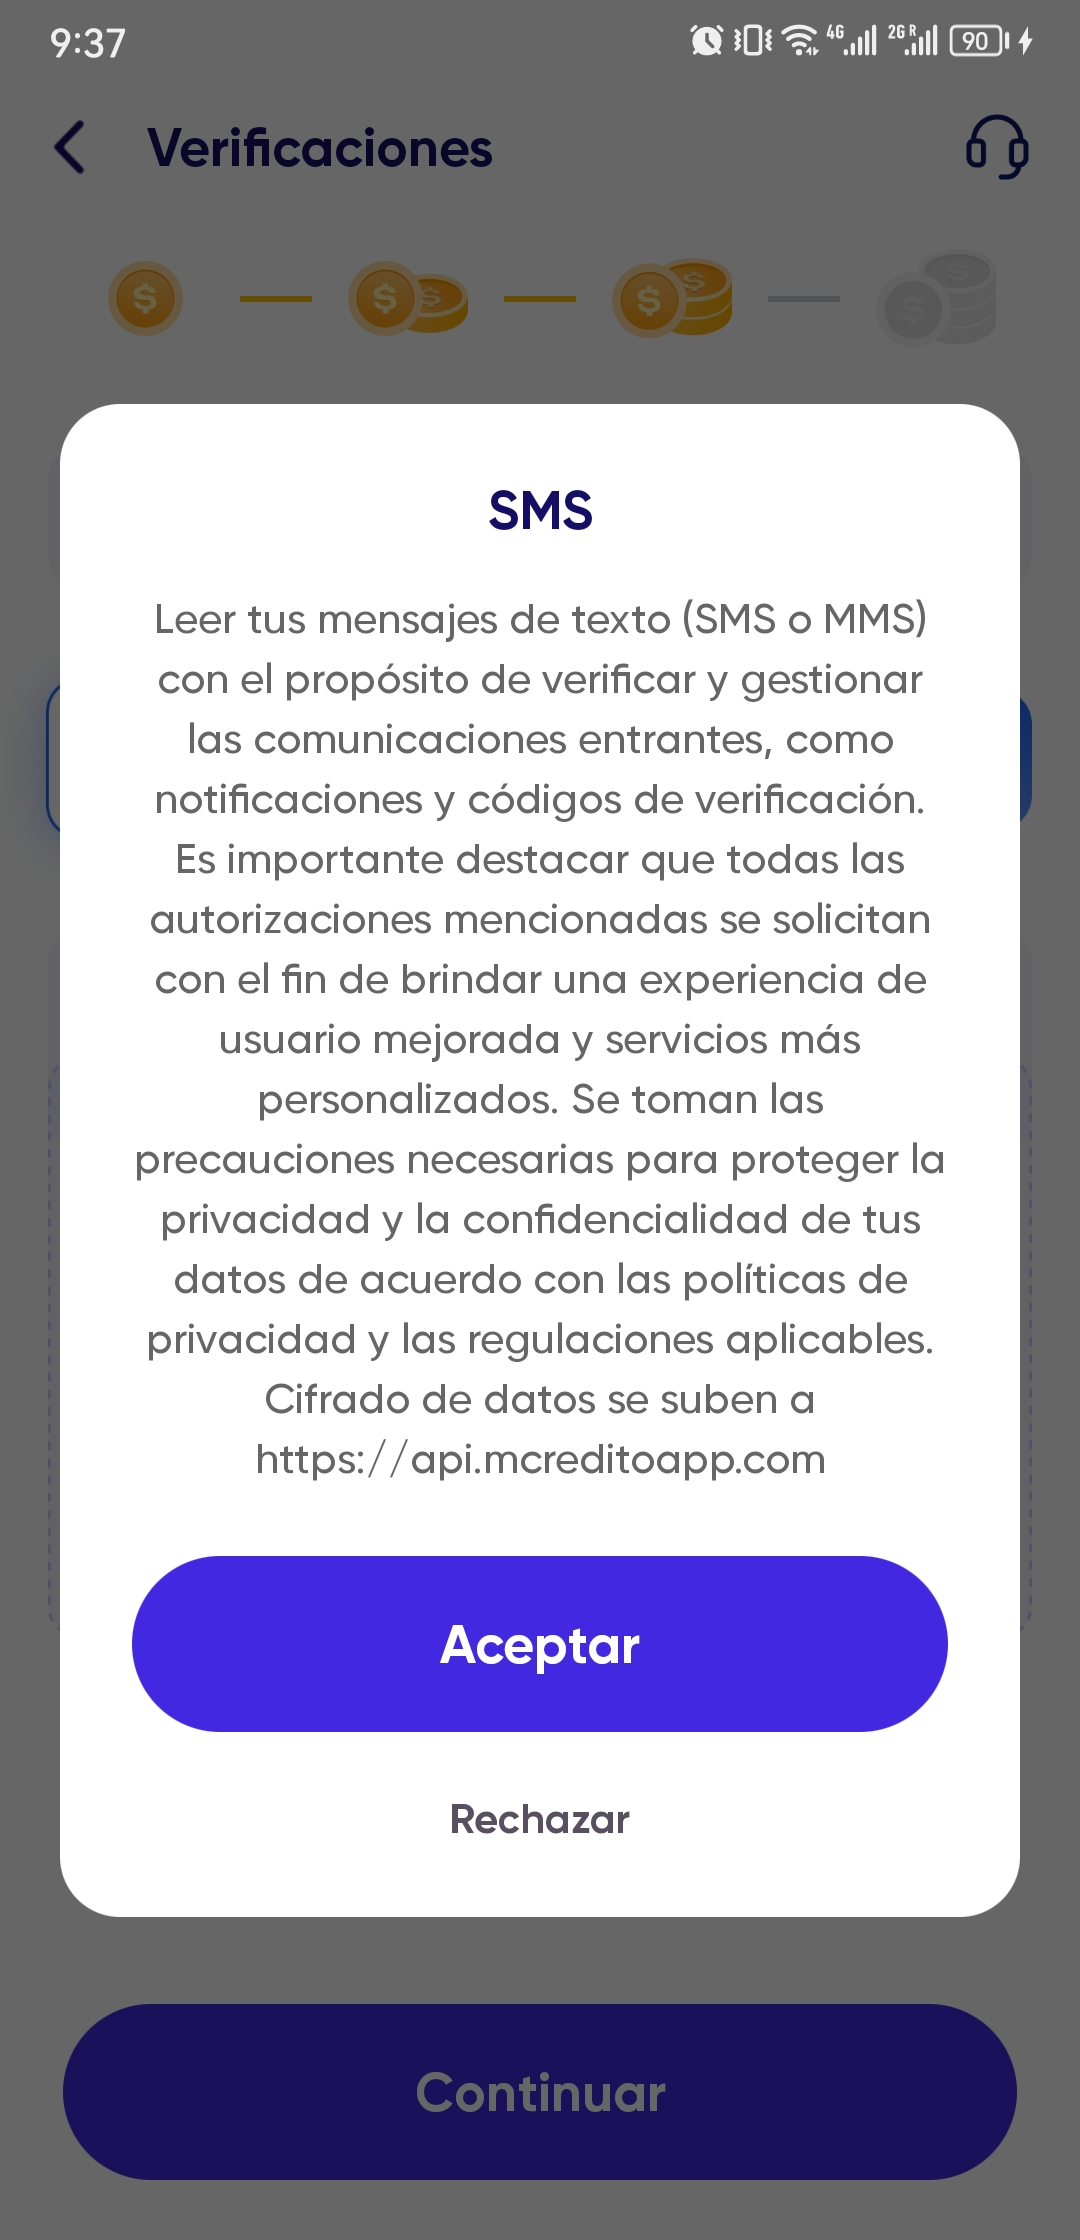 9:37
4G
2G R
90
Verificaciones
SMS
Leer tus mensajes de texto (SMS o MMS)
con el propósito de verificar y gestionar
las comunicaciones entrantes, como
notificaciones y códigos de verificación.
Es importante destacar que todas las
autorizaciones mencionadas se solicitan
con el fin de brindar una experiencia de
usuario mejorada y servicios más
personalizados. Se toman las
precauciones necesarias para proteger la
privacidad y la confidencialidad de tus
datos de acuerdo con las políticas de
privacidad y las regulaciones aplicables.
Cifrado de datos se suben a
https://api.mcreditoapp.com
Aceptar
Rechazar
Continuar